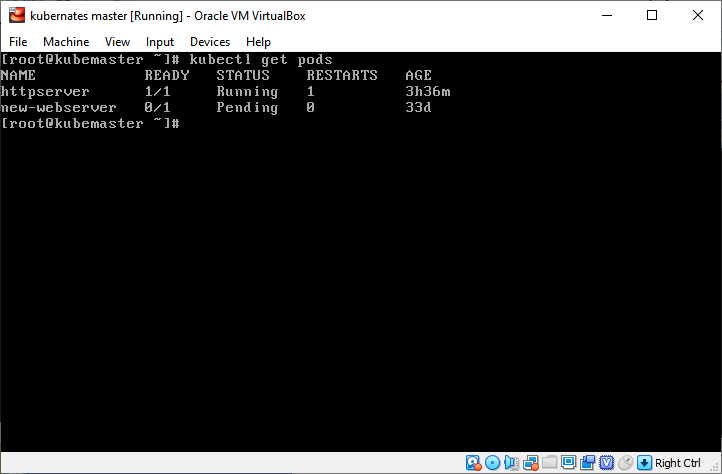 kubernates master [Running] - Oracle VM VirtualBox
File Machine View Input Devices Help
[root@kubemaster ~]# kubectl get pods
NAME READY STATUS RESTARTS AGE
httpserver 1/1 Running 1 3h36m
new-webserver 0/1 Pending 0 33d
[root@kubemaster ~]#
Right Ctrl